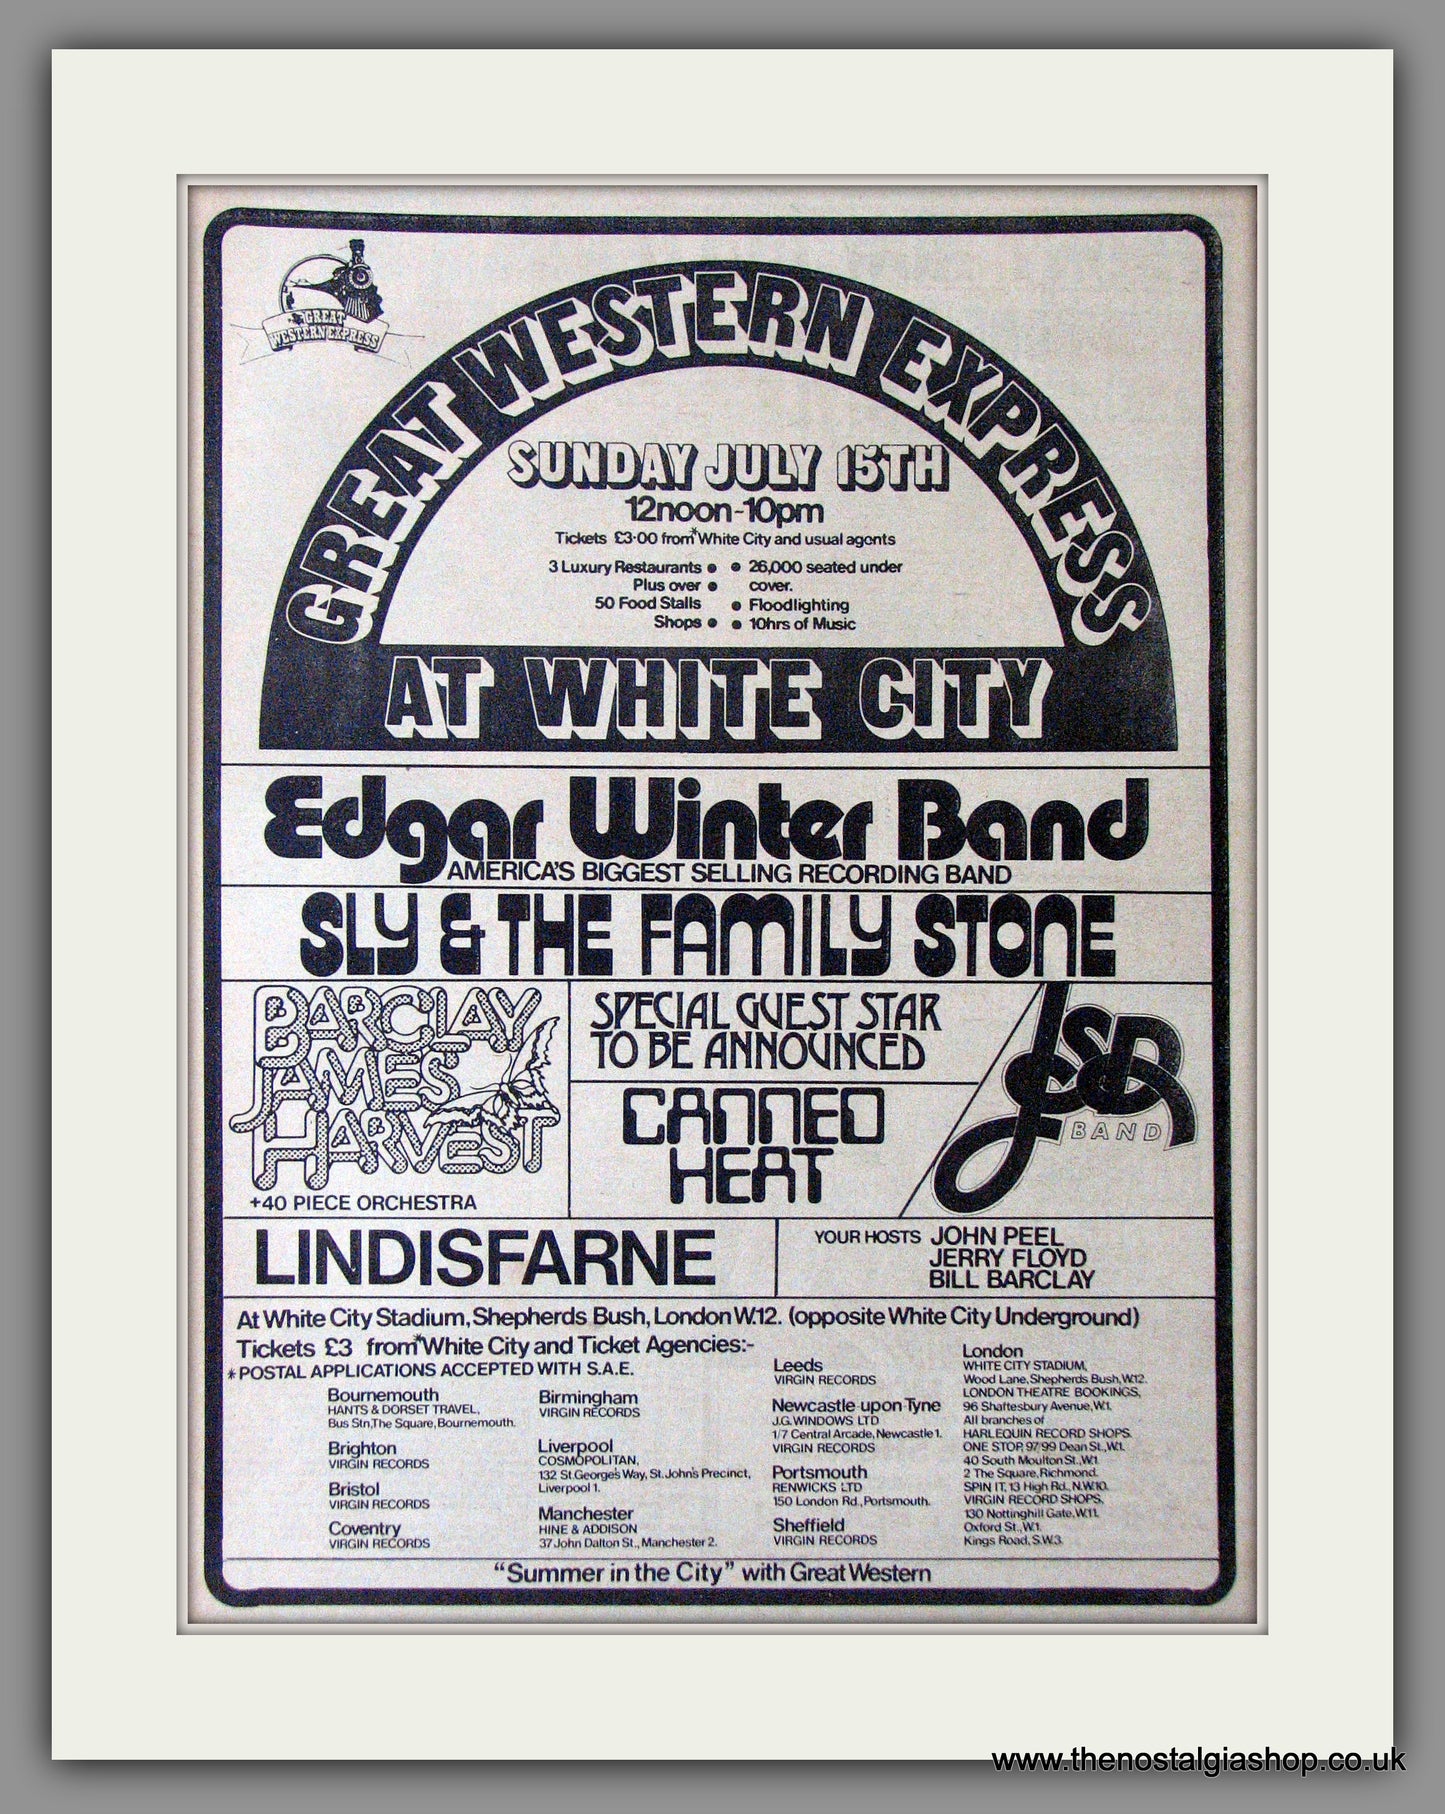 GREAT
WESTERN EXPRESS
GREAT WESTERN EXPRESS
SUNDAY JULY 15TH
12noon-10pm
Tickets £3·00 from *White City and usual agents
3 Luxury Restaurants ●
Plus over ●
50 Food Stalls
Shops ●
● 26,000 seated under
cover.
● Floodlighting
● 10hrs of Music
AT WHITE CITY
Edgar Winter Band
AMERICA'S BIGGEST SELLING RECORDING BAND
SLY & THE FAMILY STONE
BARCLAY
JAMES
HARVEST
+40 PIECE ORCHESTRA
SPECIAL GUEST STAR
TO BE ANNOUNCED
CANNED
HEAT
JSD
BAND
LINDISFARNE
YOUR HOSTS JOHN PEEL
JERRY FLOYD
BILL BARCLAY
At White City Stadium, Shepherds Bush, London W.12. (opposite White City Underground)
Tickets £3 from *White City and Ticket Agencies:-
*POSTAL APPLICATIONS ACCEPTED WITH S.A.E.
Bournemouth
HANTS & DORSET TRAVEL,
Bus Stn, The Square, Bournemouth.
Brighton
VIRGIN RECORDS
Bristol
VIRGIN RECORDS
Coventry
VIRGIN RECORDS
Birmingham
VIRGIN RECORDS
Liverpool
COSMOPOLITAN,
132 St. George's Way, St. John's Precinct,
Liverpool 1.
Manchester
HINE & ADDISON
37 John Dalton St., Manchester 2.
Leeds
VIRGIN RECORDS
Newcastle-upon-Tyne
J.G. WINDOWS LTD
1/7 Central Arcade, Newcastle 1.
VIRGIN RECORDS
Portsmouth
RENWICKS LTD
150 London Rd., Portsmouth.
Sheffield
VIRGIN RECORDS
London
WHITE CITY STADIUM,
Wood Lane, Shepherds Bush, W12.
LONDON THEATRE BOOKINGS,
96 Shaftesbury Avenue, W1.
All branches of
HARLEQUIN RECORD SHOPS.
ONE STOP, 97/99 Dean St., W1.
40 South Moulton St., W1
2 The Square, Richmond.
SPIN IT, 13 High Rd., N.W.10.
VIRGIN RECORD SHOPS,
130 Nottinghill Gate, W.11.
Oxford St., W1.
Kings Road, S.W.3.
"Summer in the City" with Great Western
www.thenostalgiashop.co.uk